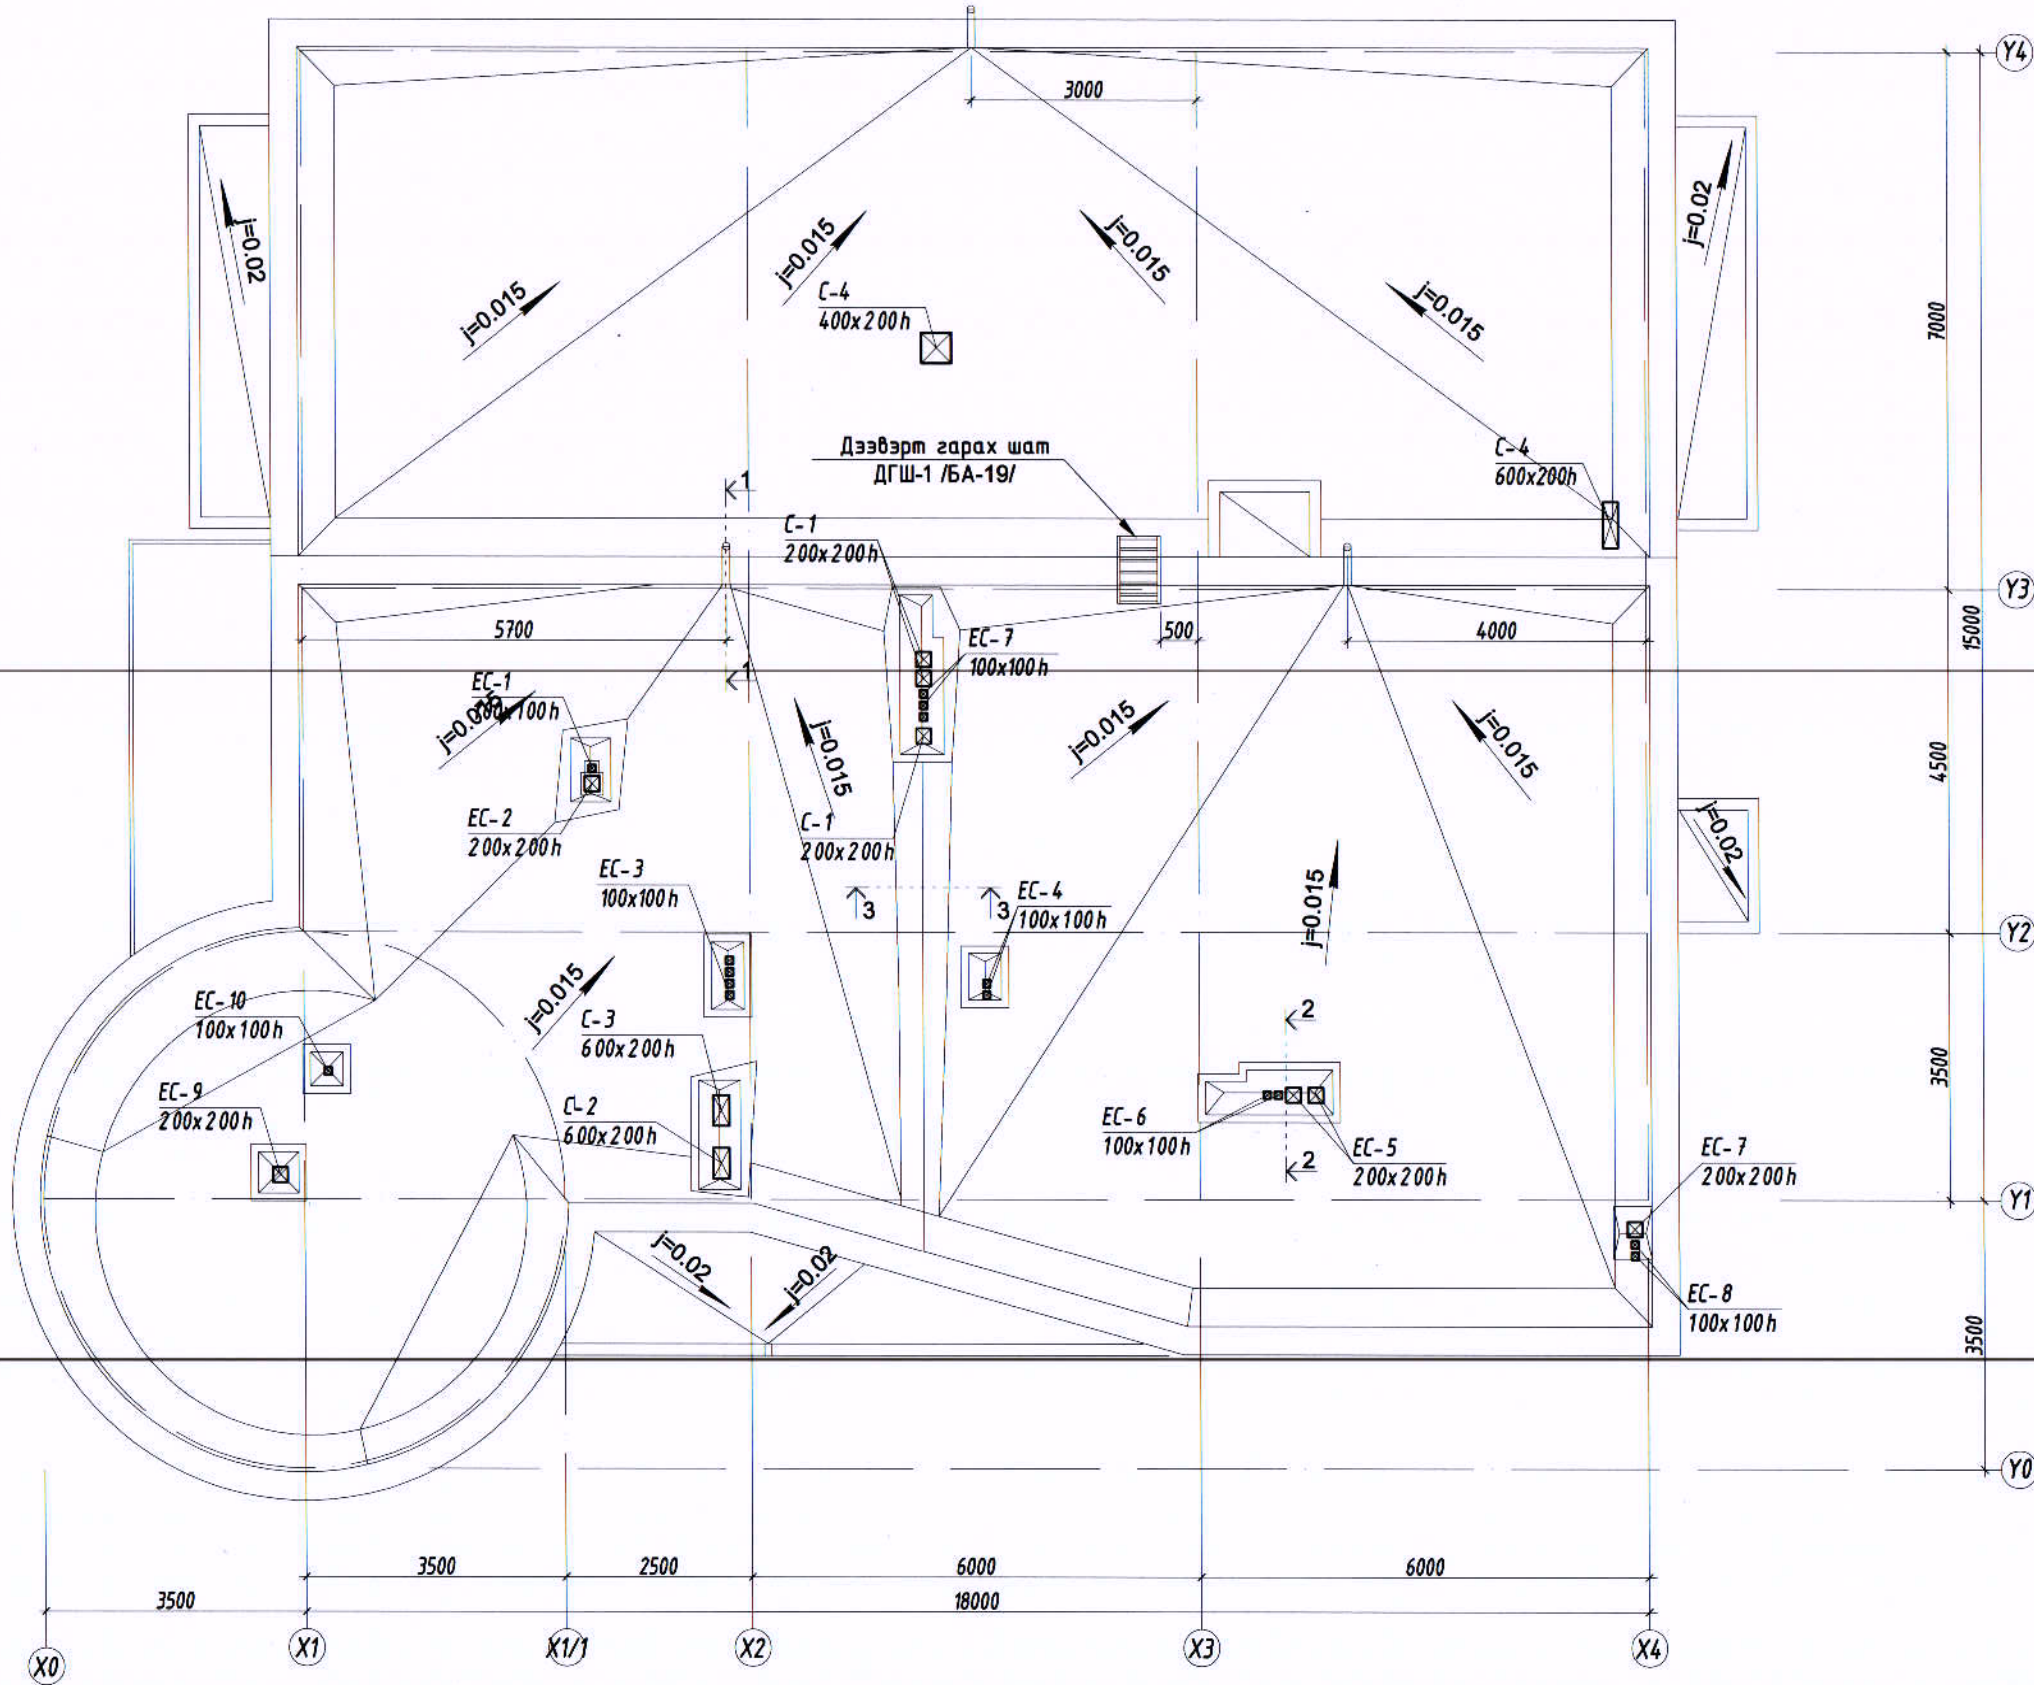 Y4
3000
j=0.02
j=0.02
j=0.015
j=0.015
j=0.015
j=0.015
C-4
400x200h
7000
Дээвэрт гарах шат
ДГШ-1 /БА-19/
C-4
600x200h
1
C-1
200x200h
Y3
5700
500
4000
15000
EC-7
100x100h
1
EC-1
100h
j=0.015
j=0.015
j=0.015
j=0.015
4500
EC-2
200x200h
C-1
200x200h
j=0.02
EC-3
100x100h
3
3
EC-4
100x100h
j=0.015
Y2
EC-10
100x100h
j=0.015
C-3
600x200h
2
3500
EC-9
200x200h
C-2
600x200h
EC-6
100x100h
2
EC-5
200x200h
EC-7
200x200h
Y1
j=0.02
j=0.02
EC-8
100x100h
3500
Y0
3500
2500
6000
6000
3500
18000
X0
X1
X1/1
X2
X3
X4